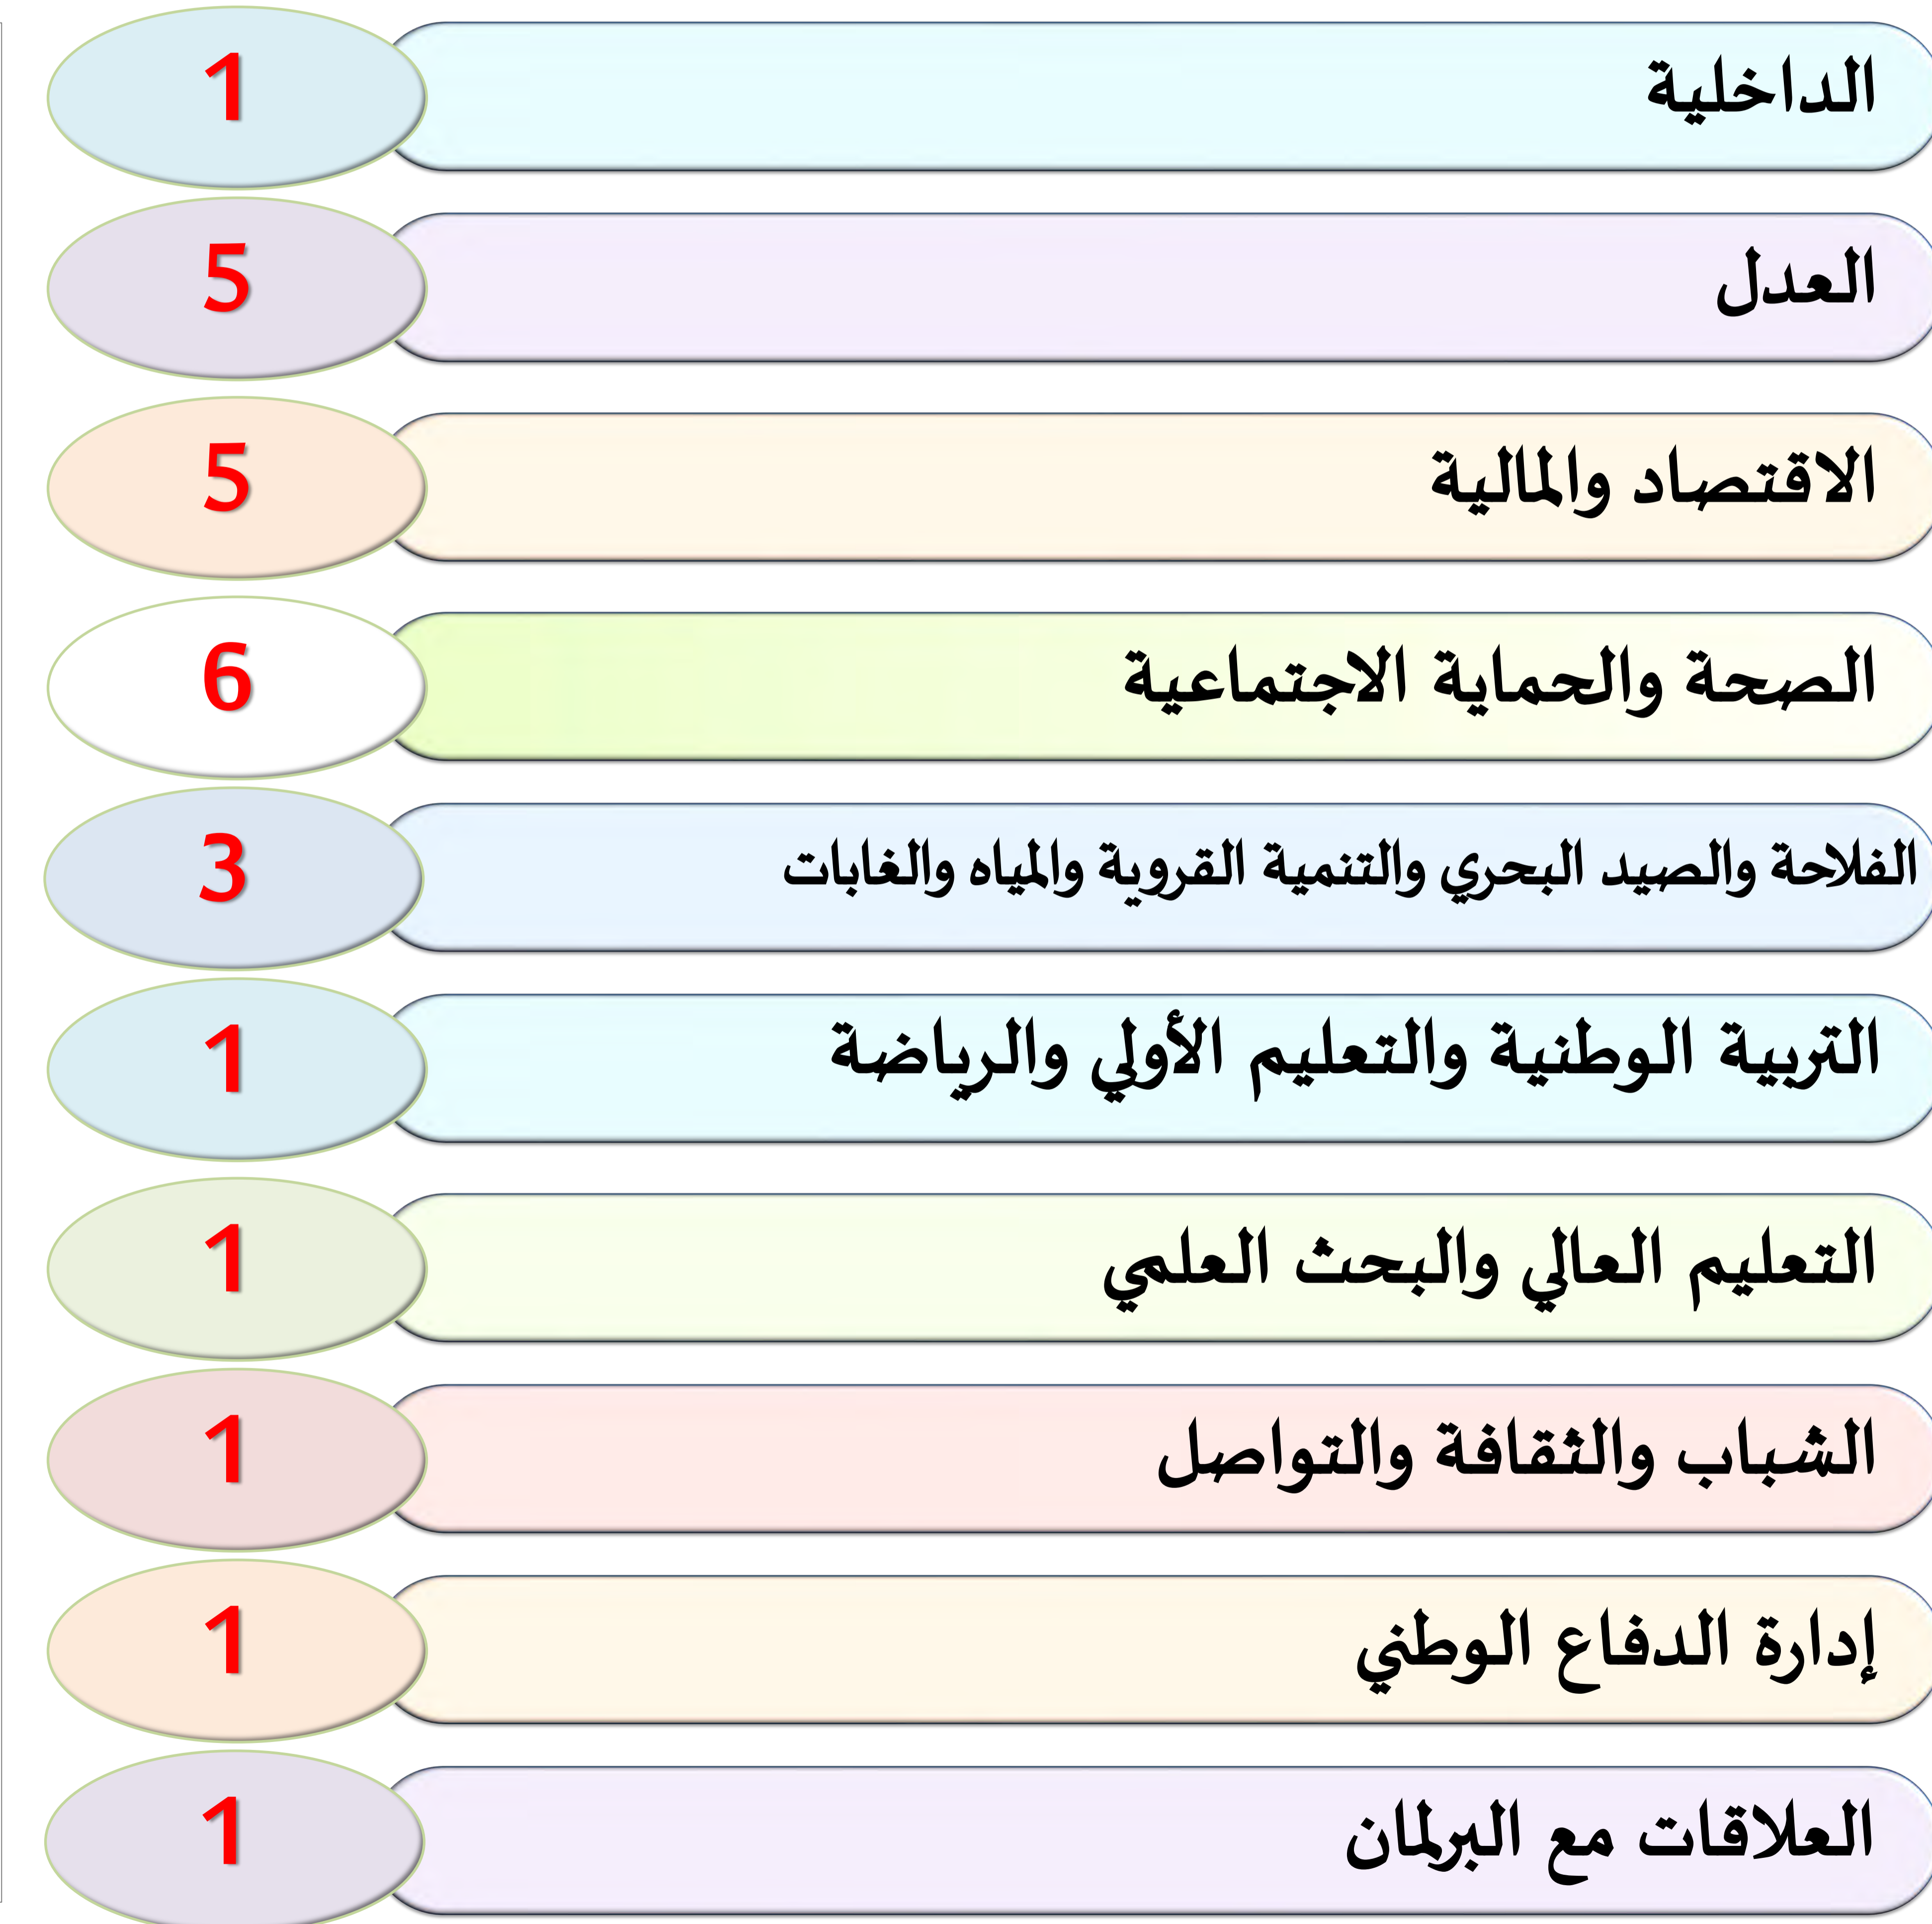 الداخلية 1
العدل 5
الاقتصاد والمالية 5
الصحة والحماية الاجتماعية 6
الفلاحة والصيد البحري والتنمية القروية والمياه والغابات 3
التربية الوطنية والتعليم الأولي والرياضة 1
التعليم العالي والبحث العلمي 1
الشباب والثقافة والتواصل 1
إدارة الدفاع الوطني 1
العلاقات مع البرلمان 1